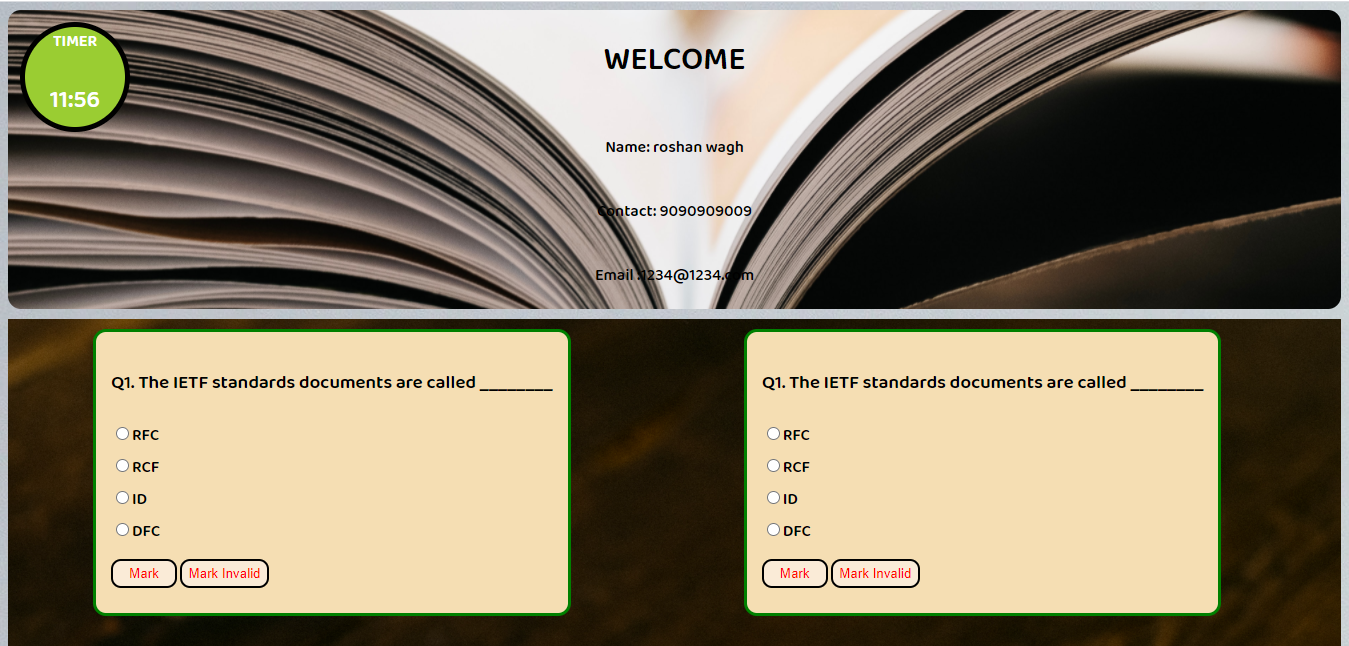 TIMER
11:56
WELCOME
Name: roshan wagh
Contact: 9090909009
Email :1234@1234.com
Q1. The IETF standards documents are called ________
RFC
RCF
ID
DFC
Mark
Mark Invalid
Q1. The IETF standards documents are called ________
RFC
RCF
ID
DFC
Mark
Mark Invalid